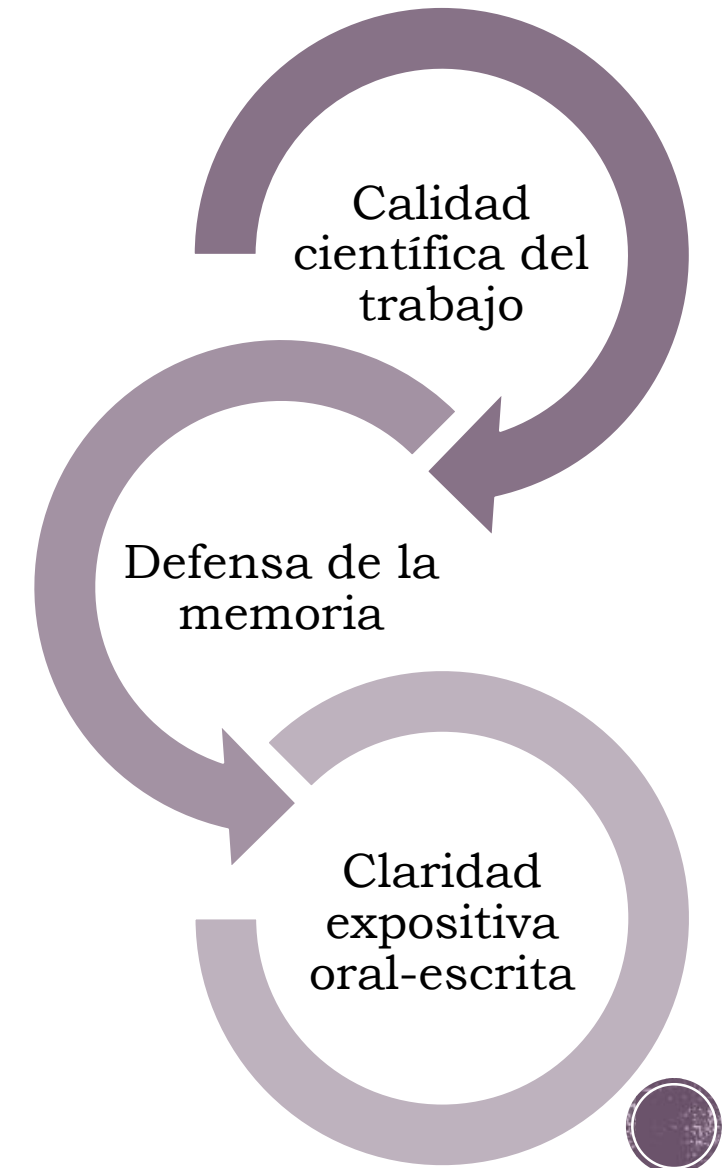 Calidad
científica del
trabajo
Defensa de la
memoria
Claridad
expositiva
oral-escrita